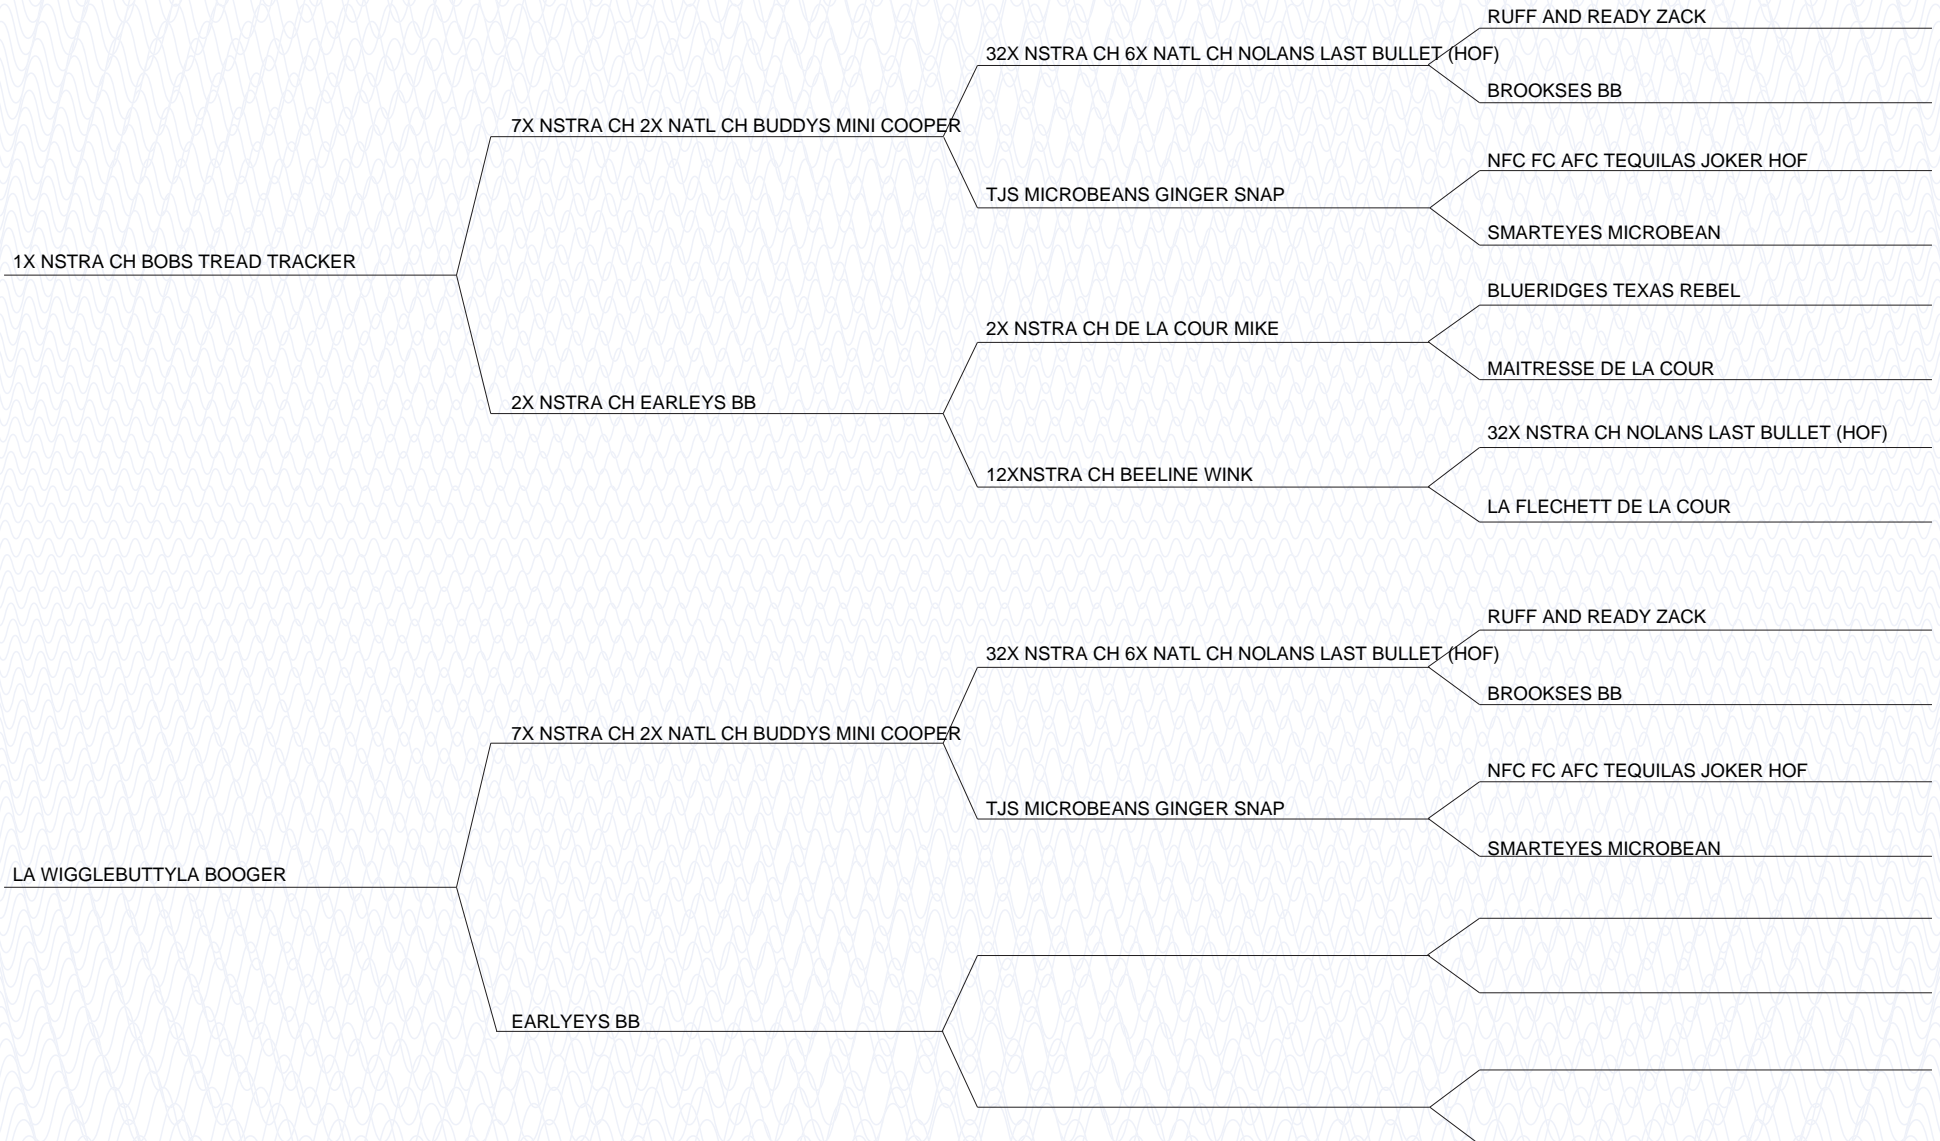 RUFF AND READY ZACK
32X NSTRA CH 6X NATL CH NOLANS LAST BULLET (HOF)
BROOKSES BB
7X NSTRA CH 2X NATL CH BUDDYS MINI COOPER
NFC FC AFC TEQUILAS JOKER HOF
TJS MICROBEANS GINGER SNAP
SMARTEYES MICROBEAN
1X NSTRA CH BOBS TREAD TRACKER
BLUERIDGES TEXAS REBEL
2X NSTRA CH DE LA COUR MIKE
MAITRESSE DE LA COUR
2X NSTRA CH EARLEYS BB
32X NSTRA CH NOLANS LAST BULLET (HOF)
12XNSTRA CH BEELINE WINK
LA FLECHETT DE LA COUR
RUFF AND READY ZACK
32X NSTRA CH 6X NATL CH NOLANS LAST BULLET (HOF)
BROOKSES BB
7X NSTRA CH 2X NATL CH BUDDYS MINI COOPER
NFC FC AFC TEQUILAS JOKER HOF
TJS MICROBEANS GINGER SNAP
SMARTEYES MICROBEAN
LA WIGGLEBUTTYLA BOOGER
EARLYEYS BB